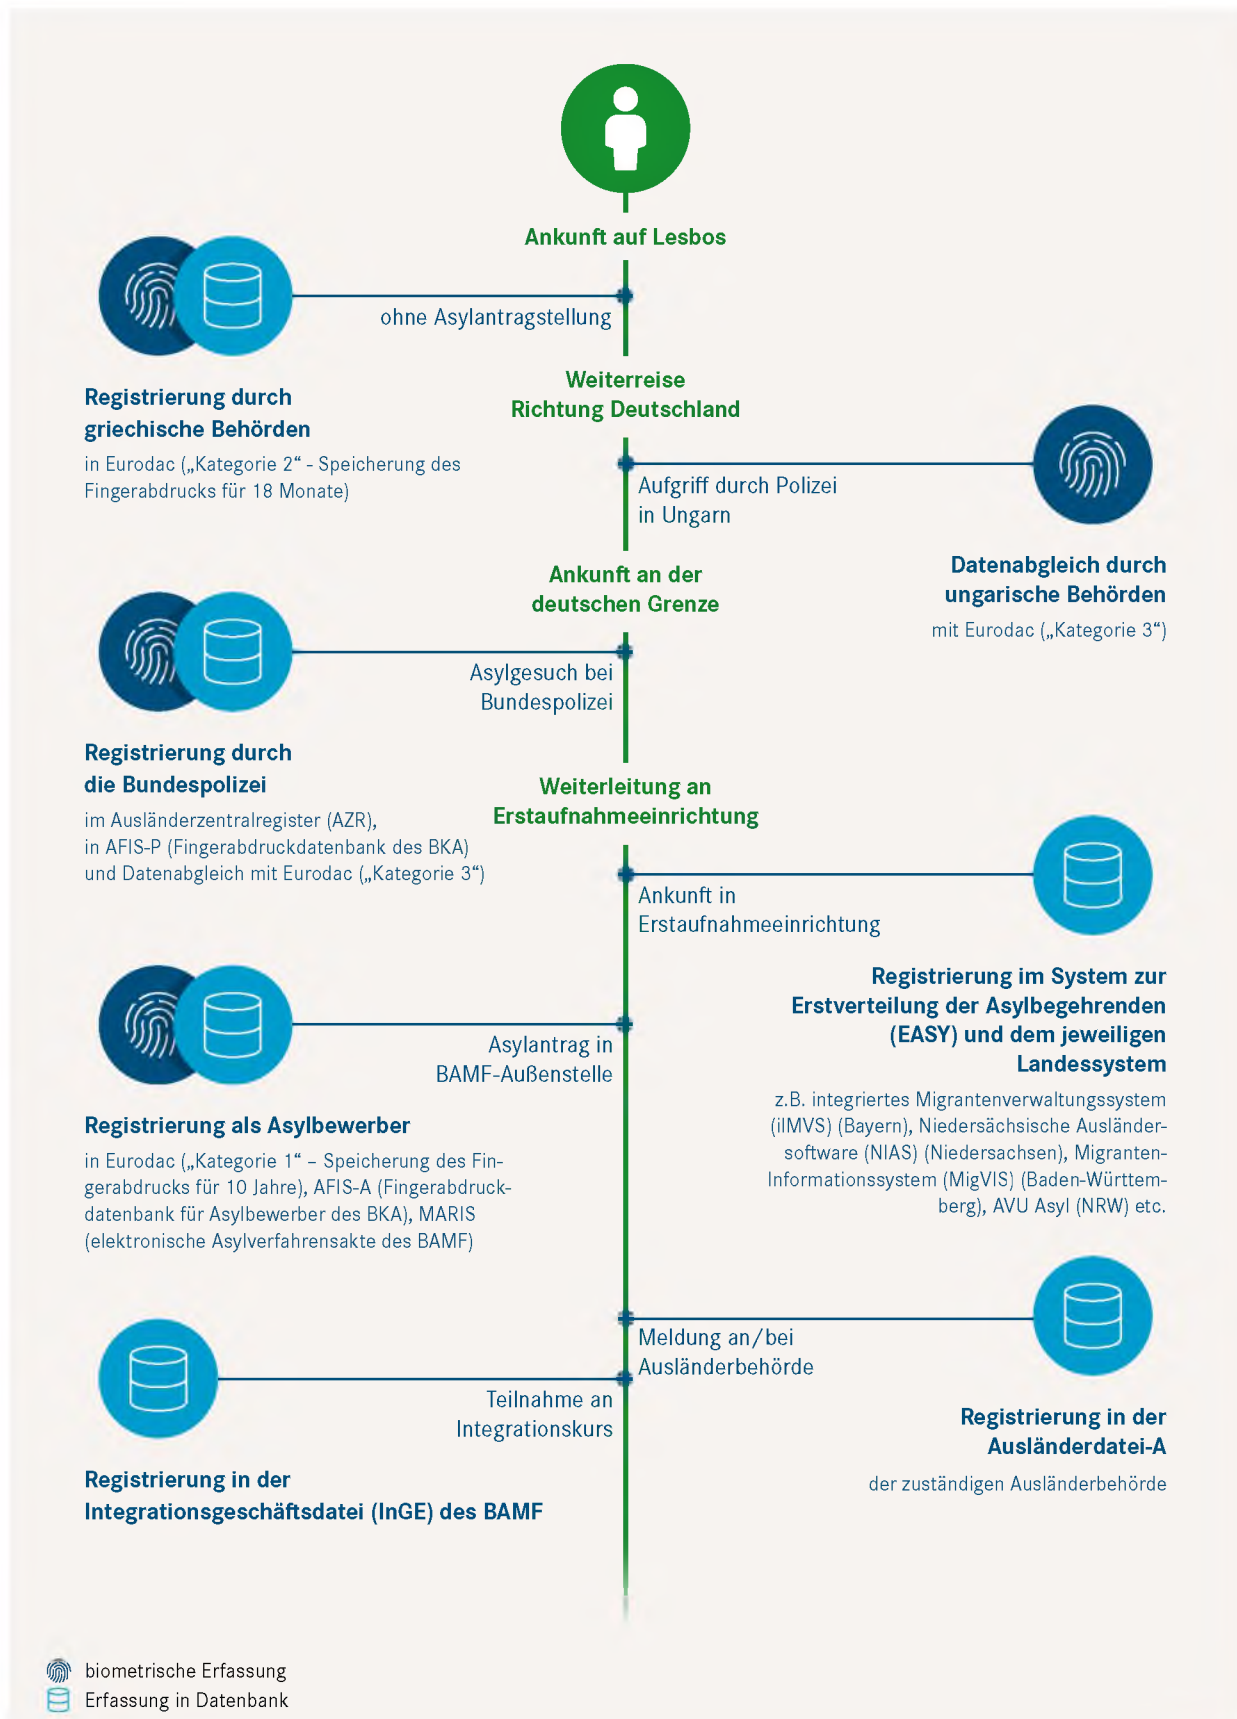 Ankunft auf Lesbos
ohne Asylantragstellung
Registrierung durch
griechische Behörden
in Eurodac („Kategorie 2“ - Speicherung des
Fingerabdrucks für 18 Monate)
Weiterreise
Richtung Deutschland
Aufgriff durch Polizei
in Ungarn
Datenabgleich durch
ungarische Behörden
mit Eurodac („Kategorie 3“)
Ankunft an der
deutschen Grenze
Asylgesuch bei
Bundespolizei
Registrierung durch
die Bundespolizei
im Ausländerzentralregister (AZR),
in AFIS-P (Fingerabdruckdatenbank des BKA)
und Datenabgleich mit Eurodac („Kategorie 3“)
Weiterleitung an
Erstaufnahmeeinrichtung
Ankunft in
Erstaufnahmeeinrichtung
Registrierung im System zur
Erstverteilung der Asylbegehrenden
(EASY) und dem jeweiligen
Landessystem
z.B. integriertes Migrantenverwaltungssystem
(iIMVS) (Bayern), Niedersächsische Ausländer-
software (NIAS) (Niedersachsen), Migranten-
Informationssystem (MigVIS) (Baden-Württem-
berg), AVU Asyl (NRW) etc.
Asylantrag in
BAMF-Außenstelle
Registrierung als Asylbewerber
in Eurodac („Kategorie 1“ – Speicherung des Fin-
gerabdrucks für 10 Jahre), AFIS-A (Fingerabdruck-
datenbank für Asylbewerber des BKA), MARIS
(elektronische Asylverfahrensakte des BAMF)
Meldung an/bei
Ausländerbehörde
Registrierung in der
Ausländerdatei-A
der zuständigen Ausländerbehörde
Teilnahme an
Integrationskurs
Registrierung in der
Integrationsgeschäftsdatei (InGE) des BAMF
biometrische Erfassung
Erfassung in Datenbank